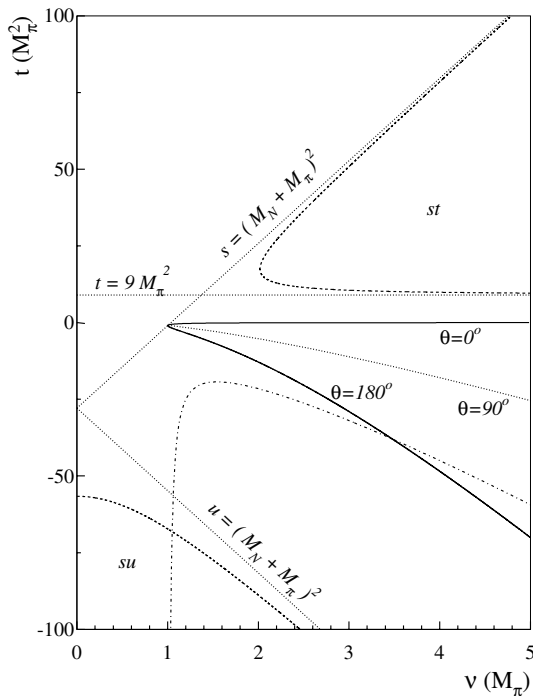 t (M_π^2)
100
50
0
-50
-100
s = ( M_N + M_π )^2
st
t = 9 M_π^2
θ=0°
θ=180°
θ=90°
u = ( M_N + M_π )^2
su
0 1 2 3 4 5
ν (M_π)